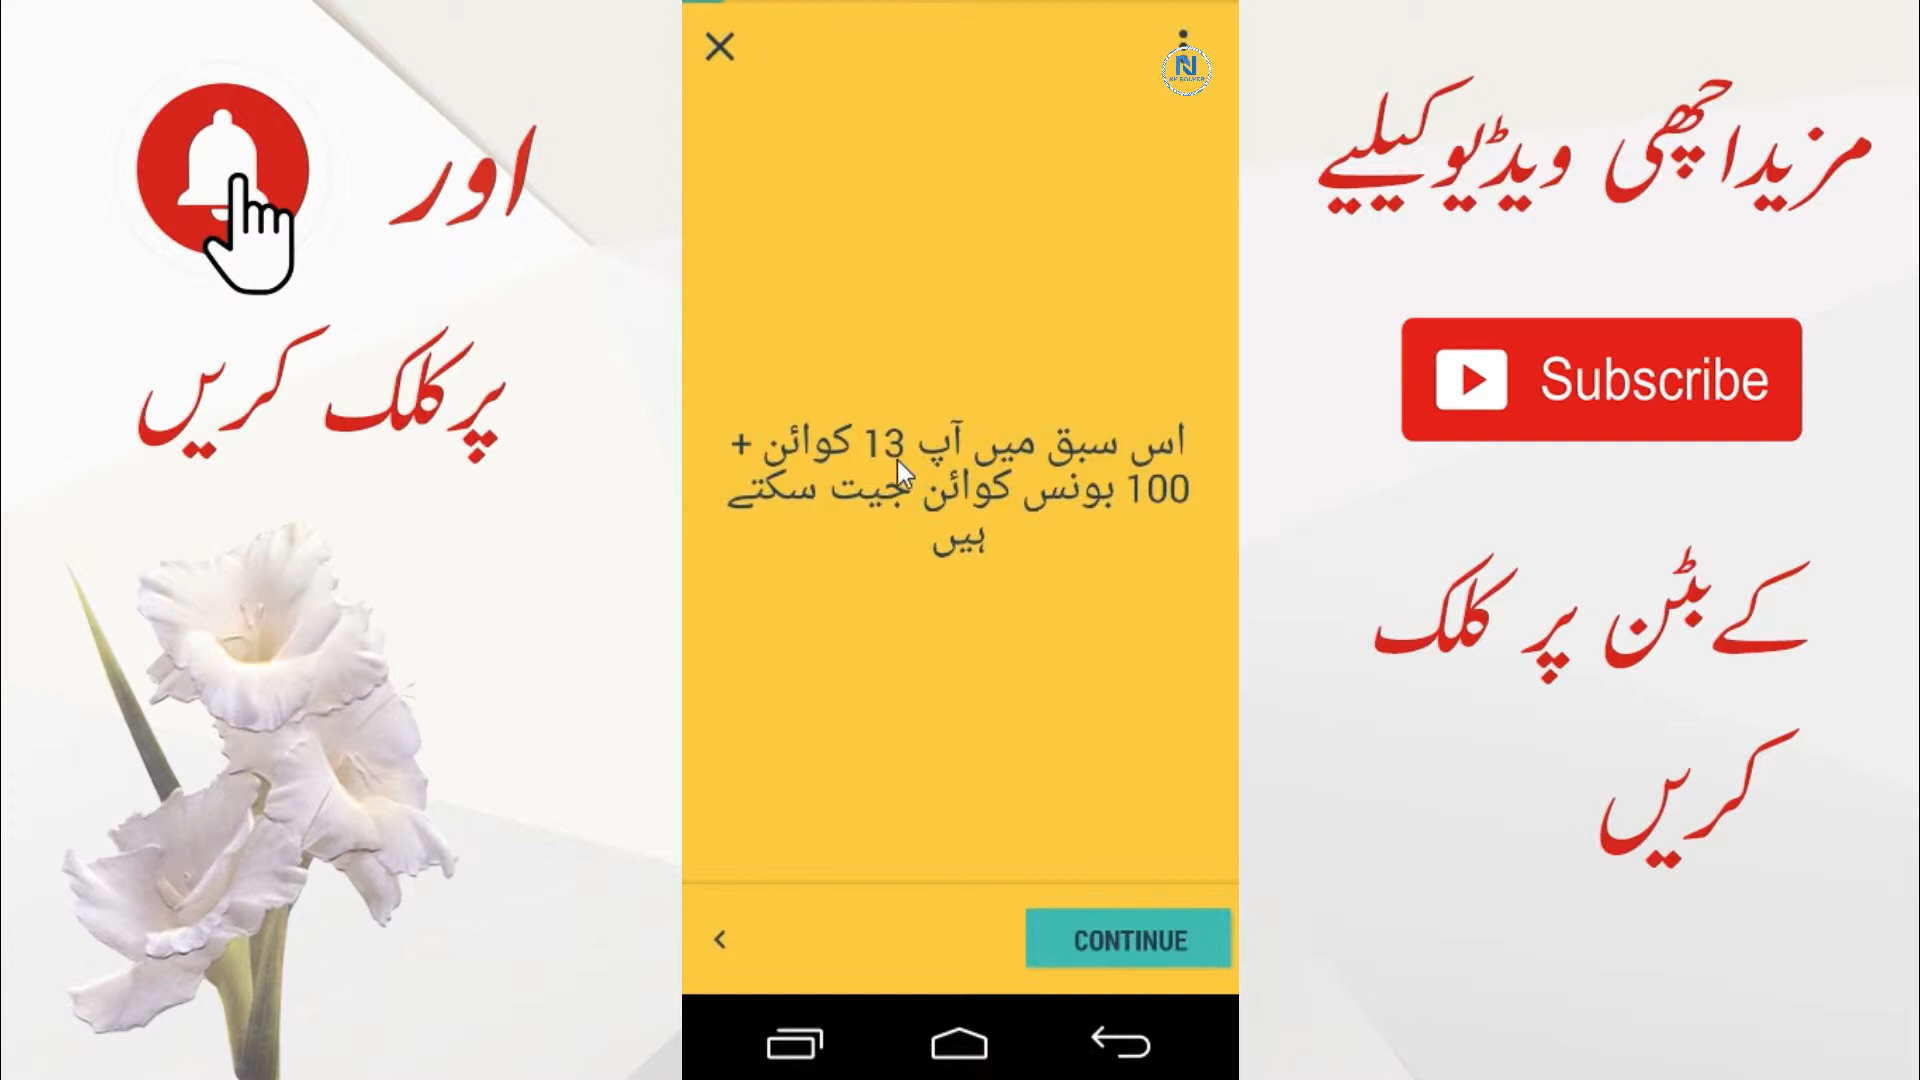 مزید اچھی ویڈیو کیلیے
Subscribe
کے بٹن پر کلک
کریں
اور
پر کلک کریں
N
اس سبق میں آپ 13 کوائن +
100 بونس کوائن جیت سکتے
ہیں
CONTINUE